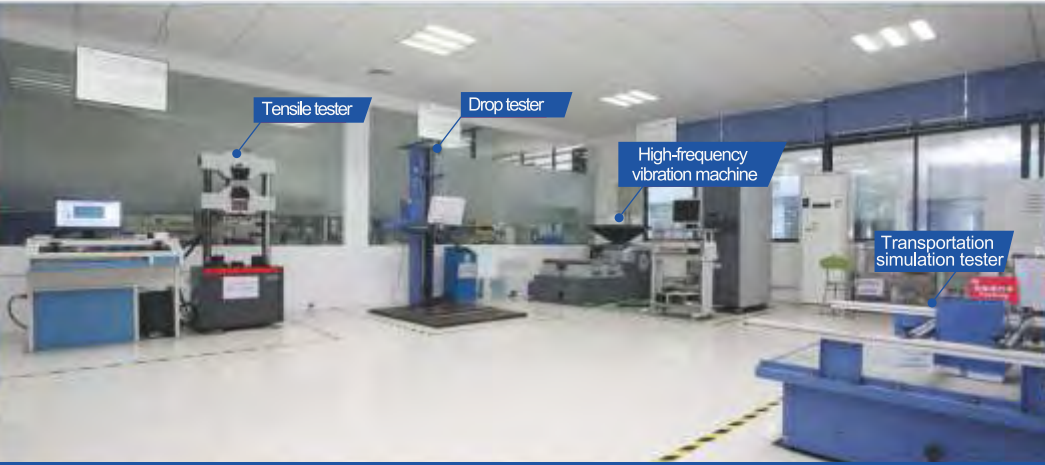 Tensile tester
Drop tester
High-frequency
vibration machine
Transportation
simulation tester